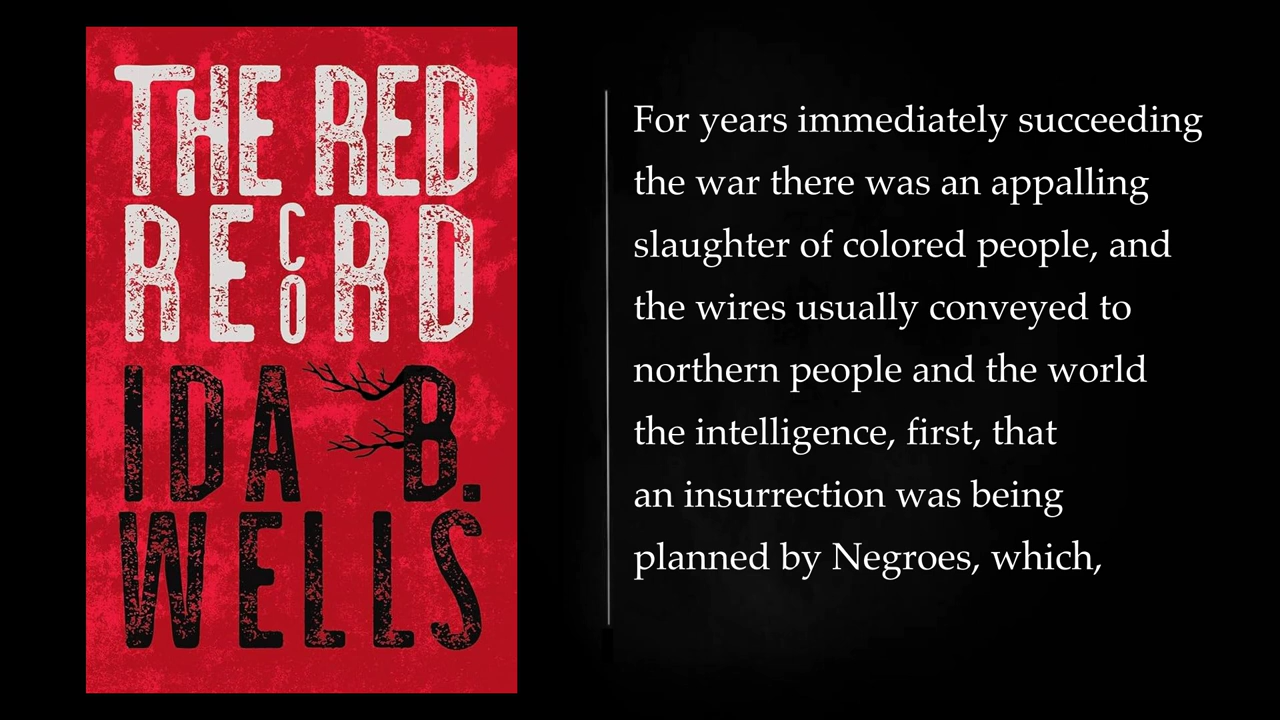 THE RED
RECORD
IDA B.
WELLS
For years immediately succeeding
the war there was an appalling
slaughter of colored people, and
the wires usually conveyed to
northern people and the world
the intelligence, first, that
an insurrection was being
planned by Negroes, which,